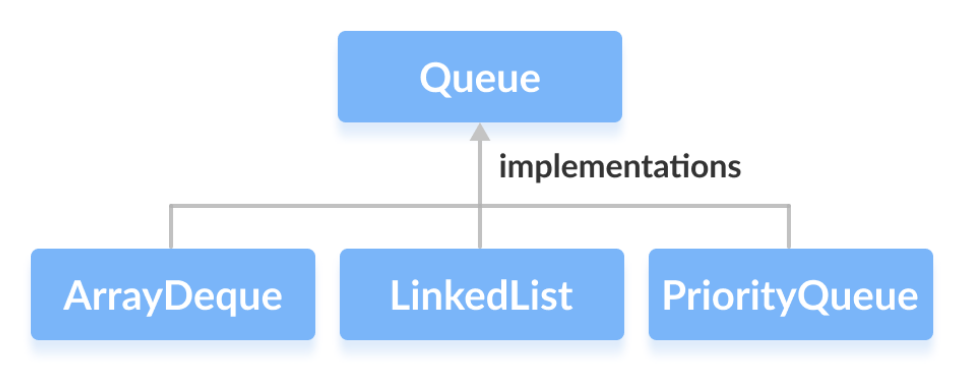 Queue
implementations
ArrayDeque
LinkedList
PriorityQueue